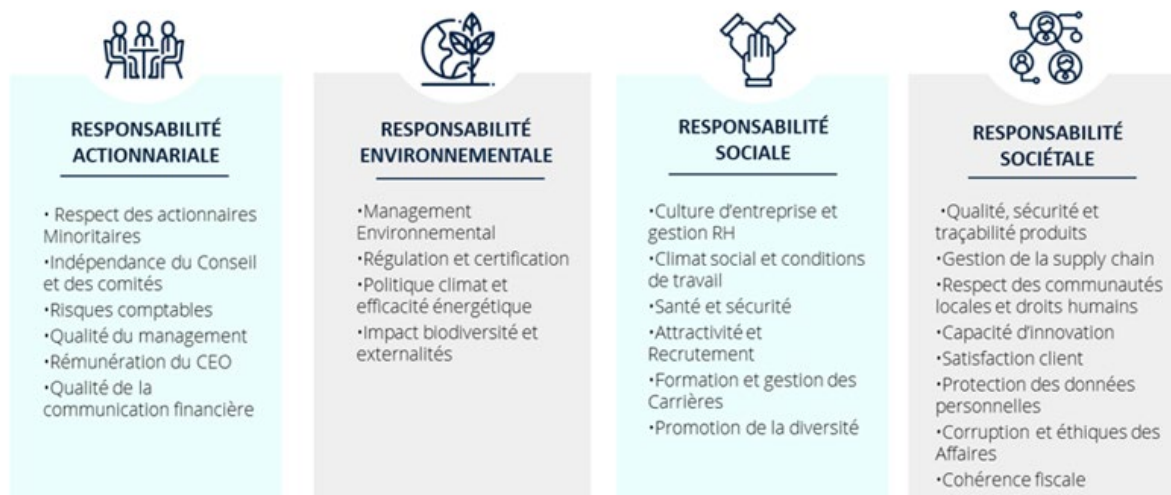 RESPONSABILITÉ
ACTIONNARIALE
• Respect des actionnaires
Minoritaires
•Indépendance du Conseil
et des comités
•Risques comptables
•Qualité du management
•Rémunération du CEO
•Qualité de la
communication financière
RESPONSABILITÉ
ENVIRONNEMENTALE
•Management
Environnemental
•Régulation et certification
•Politique climat et
efficacité énergétique
•Impact biodiversité et
externalités
RESPONSABILITÉ
SOCIALE
•Culture d’entreprise et
gestion RH
•Climat social et conditions
de travail
•Santé et sécurité
•Attractivité et
Recrutement
•Formation et gestion des
Carrières
•Promotion de la diversité
RESPONSABILITÉ
SOCIÉTALE
•Qualité, sécurité et
traçabilité produits
•Gestion de la supply chain
•Respect des communautés
locales et droits humains
•Capacité d’innovation
•Satisfaction client
•Protection des données
personnelles
•Corruption et éthiques des
Affaires
•Cohérence fiscale